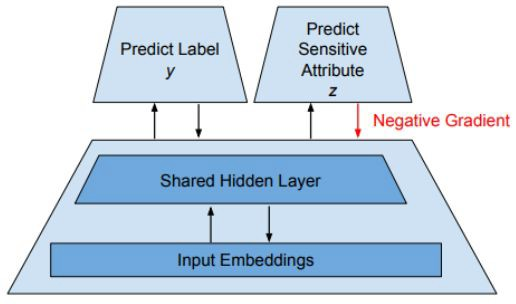 Predict Label
y
Predict
Sensitive
Attribute
z
Negative Gradient
Shared Hidden Layer
Input Embeddings